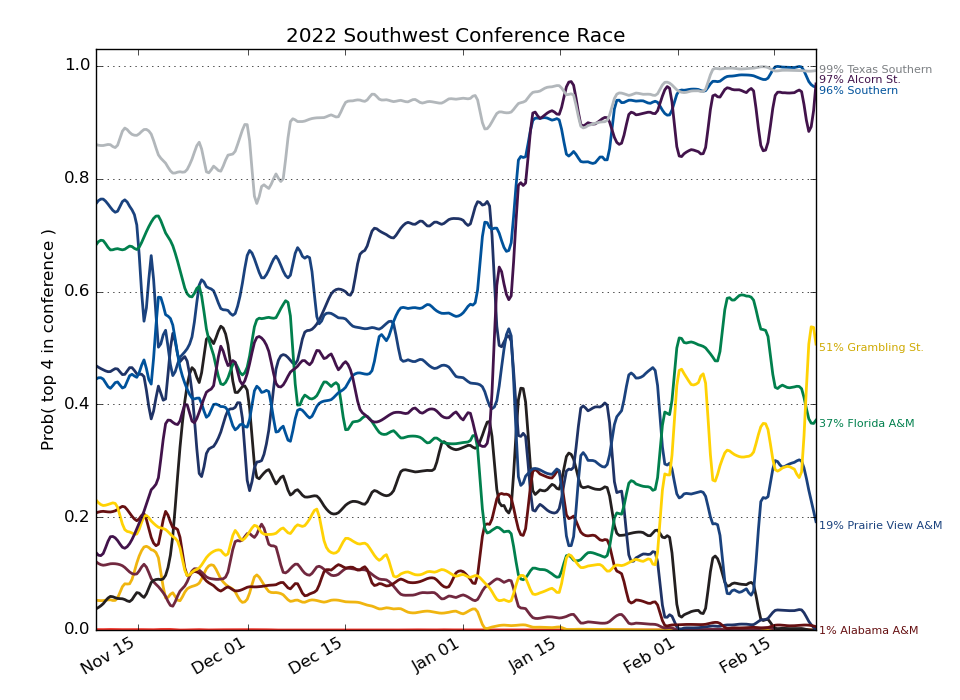 2022 Southwest Conference Race
Prob( top 4 in conference )
1.0
0.8
0.6
0.4
0.2
0.0
Nov 15
Dec 01
Dec 15
Jan 01
Jan 15
Feb 01
Feb 15
99% Texas Southern
97% Alcorn St.
96% Southern
51% Grambling St.
37% Florida A&M
19% Prairie View A&M
1% Alabama A&M